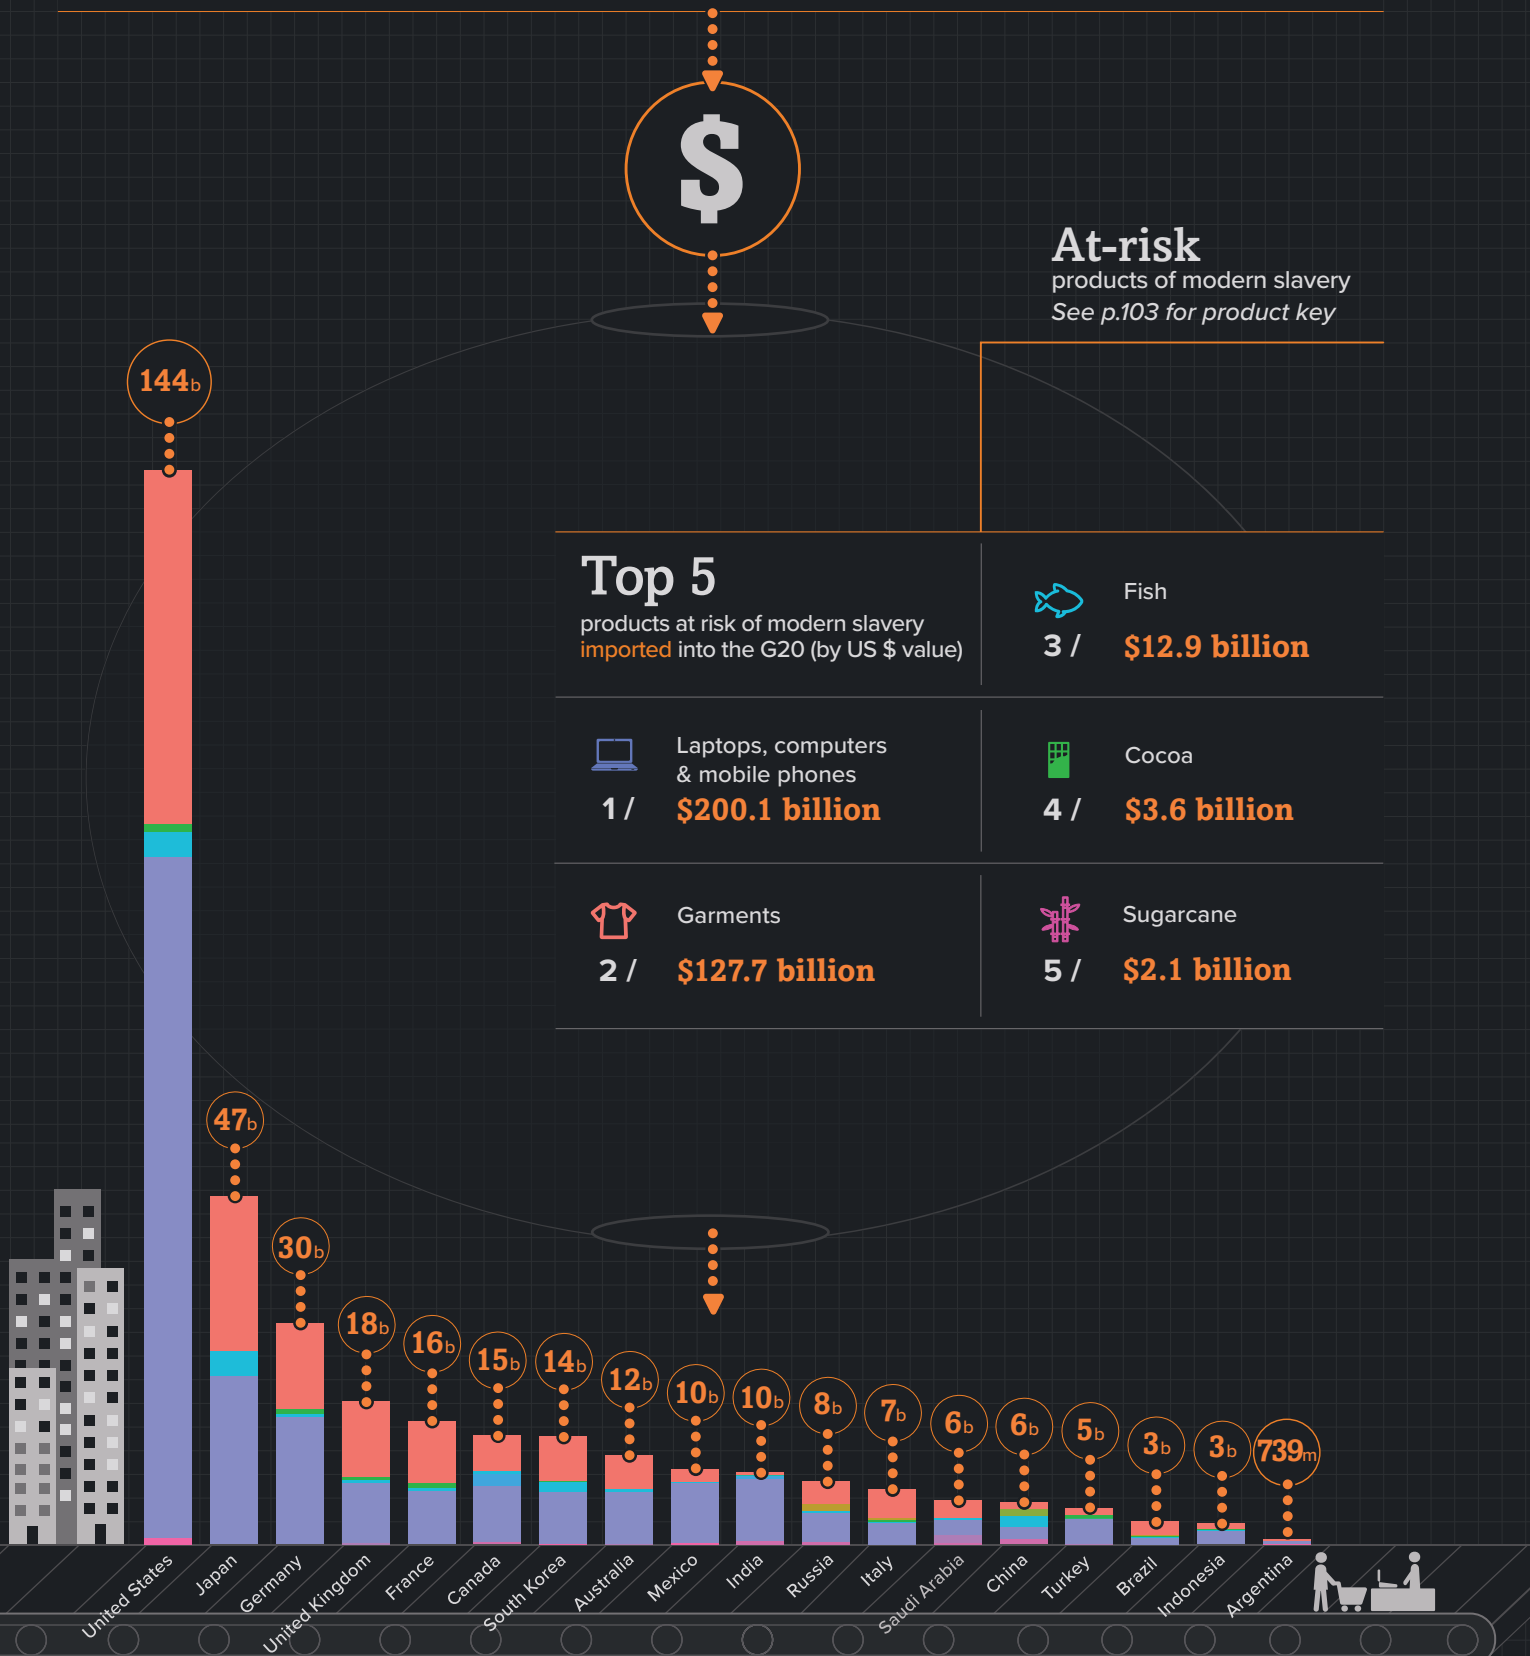 $
At-risk
products of modern slavery
See p.103 for product key
Top 5
products at risk of modern slavery
imported into the G20 (by US $ value)
Laptops, computers
& mobile phones
1 / $200.1 billion
Garments
2 / $127.7 billion
Fish
3 / $12.9 billion
Cocoa
4 / $3.6 billion
Sugarcane
5 / $2.1 billion
144b
47b
30b
18b
16b
15b
14b
12b
10b
10b
8b
7b
6b
6b
5b
3b
3b
739m
United States
Japan
Germany
United Kingdom
France
Canada
South Korea
Australia
Mexico
India
Russia
Italy
Saudi Arabia
China
Turkey
Brazil
Indonesia
Argentina